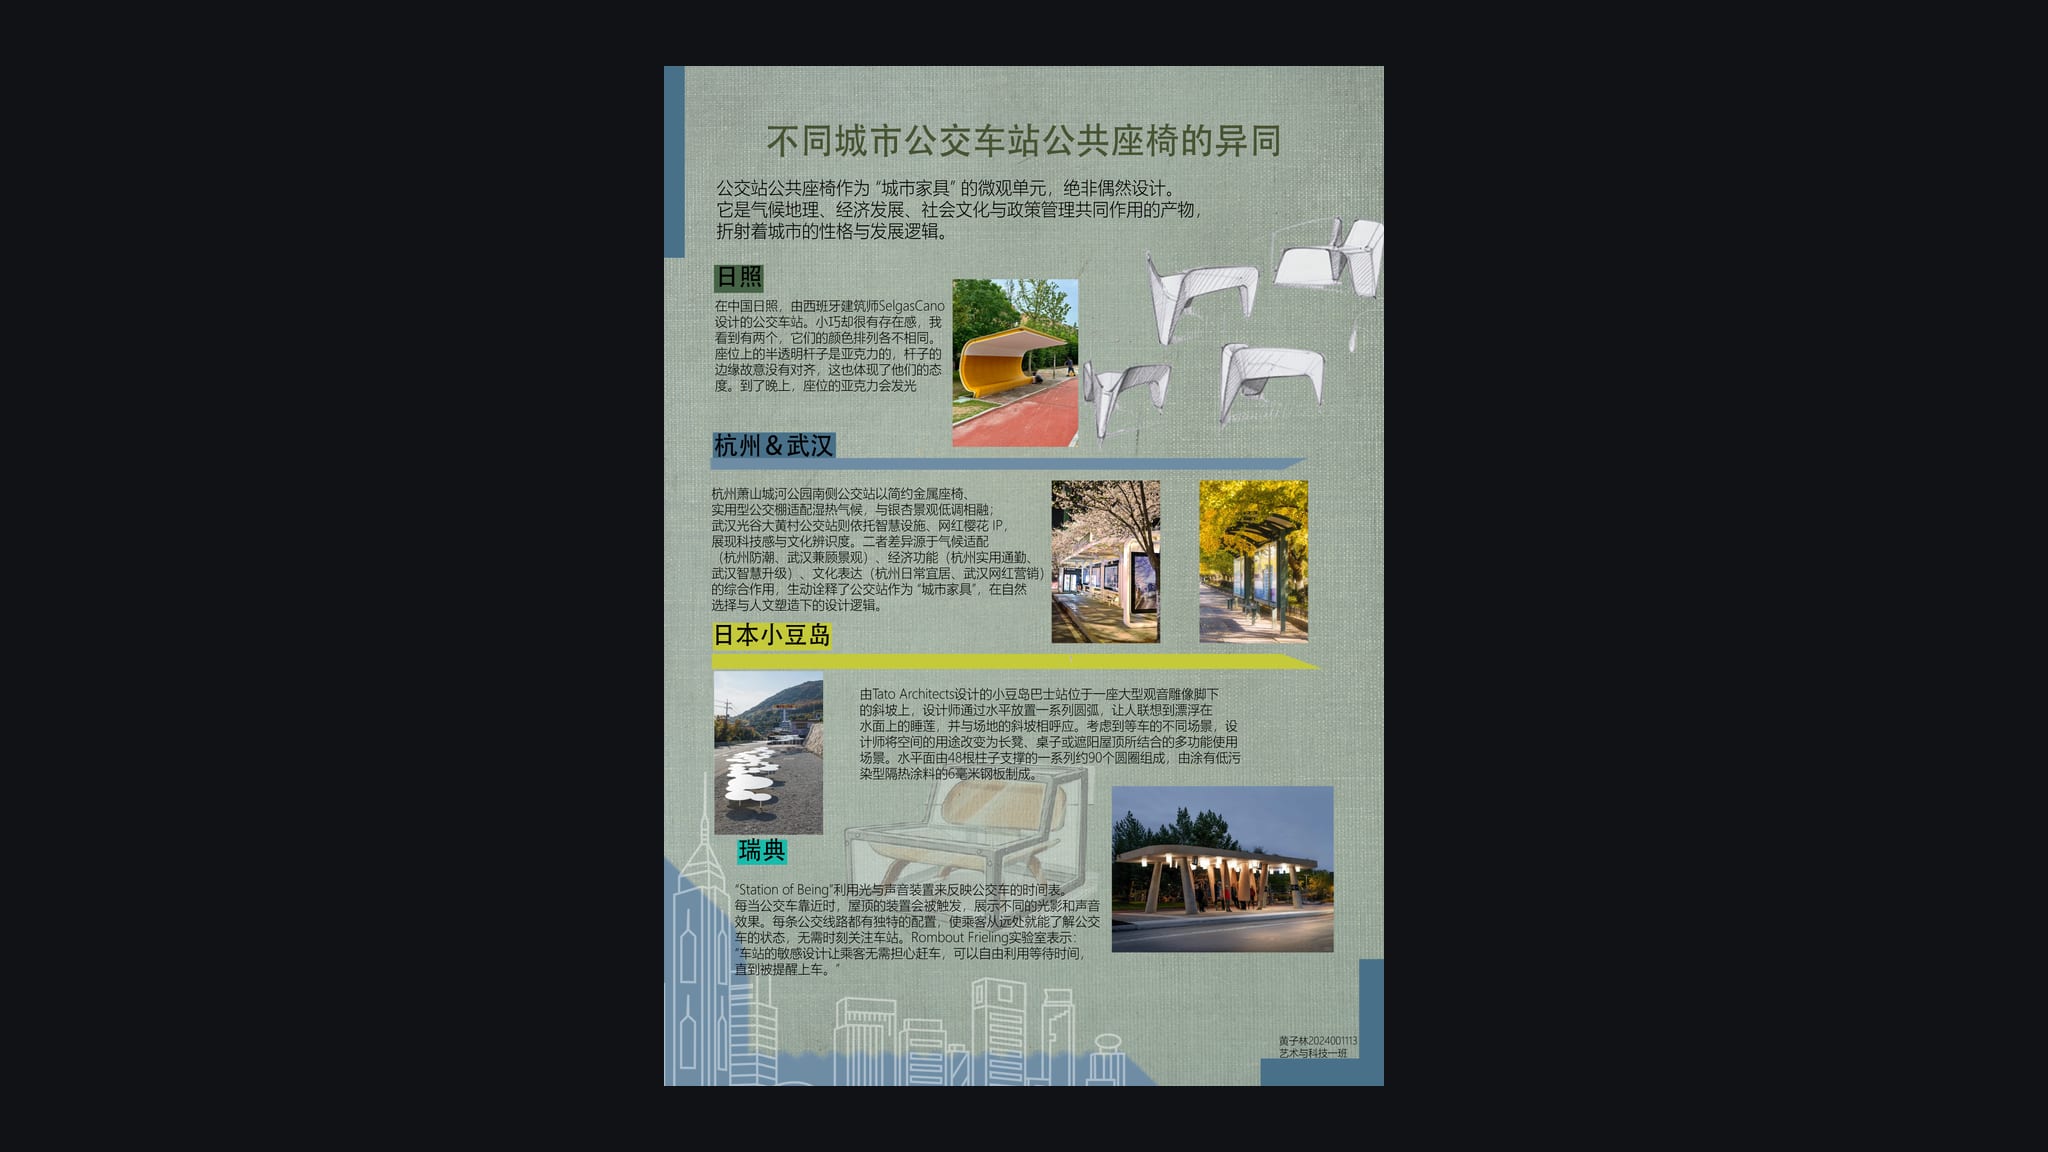 不同城市公交车站公共座椅的异同
公交站公共座椅作为 “城市家具” 的微观单元，绝非偶然设计。
它是气候地理、经济发展、社会文化与政策管理共同作用的产物，
折射着城市的性格与发展逻辑。
日照
在中国日照，由西班牙建筑师SelgasCano
设计的公交车站。小巧却很有存在感，我
看到有两个，它们的颜色排列各不相同。
座位上的半透明杆子是亚克力的，杆子的
边缘故意没有对齐，这也体现了他们的态
度。到了晚上，座位的亚克力会发光
杭州＆武汉
杭州萧山城河公园南侧公交站以简约金属座椅、
实用型公交棚适配湿热气候，与银杏景观低调相融；
武汉光谷大黄村公交站则依托智慧设施、网红樱花 IP，
展现科技感与文化辨识度。二者差异源于气候适配
（杭州防潮、武汉兼顾景观）、经济功能（杭州实用通勤、
武汉智慧升级）、文化表达（杭州日常宜居、武汉网红营销）
的综合作用，生动诠释了公交站作为 “城市家具”，在自然
选择与人文塑造下的设计逻辑。
日本小豆岛
由Tato Architects设计的小豆岛巴士站位于一座大型观音雕像脚下
的斜坡上，设计师通过水平放置一系列圆弧，让人联想到漂浮在
水面上的睡莲，并与场地的斜坡相呼应。考虑到等车的不同场景，设
计师将空间的用途改变为长凳、桌子或遮阳屋顶所结合的多功能使用
场景。水平面由48根柱子支撑的一系列约90个圆圈组成，由涂有低污
染型隔热涂料的6毫米钢板制成。
瑞典
“Station of Being”利用光与声音装置来反映公交车的时间表。
每当公交车靠近时，屋顶的装置会被触发，展示不同的光影和声音
效果。每条公交线路都有独特的配置，使乘客从远处就能了解公交
车的状态，无需时刻关注车站。Rombout Frieling实验室表示：
“车站的敏感设计让乘客无需担心赶车，可以自由利用等待时间，
直到被提醒上车。”
黄子林2024001113
艺术与科技一班